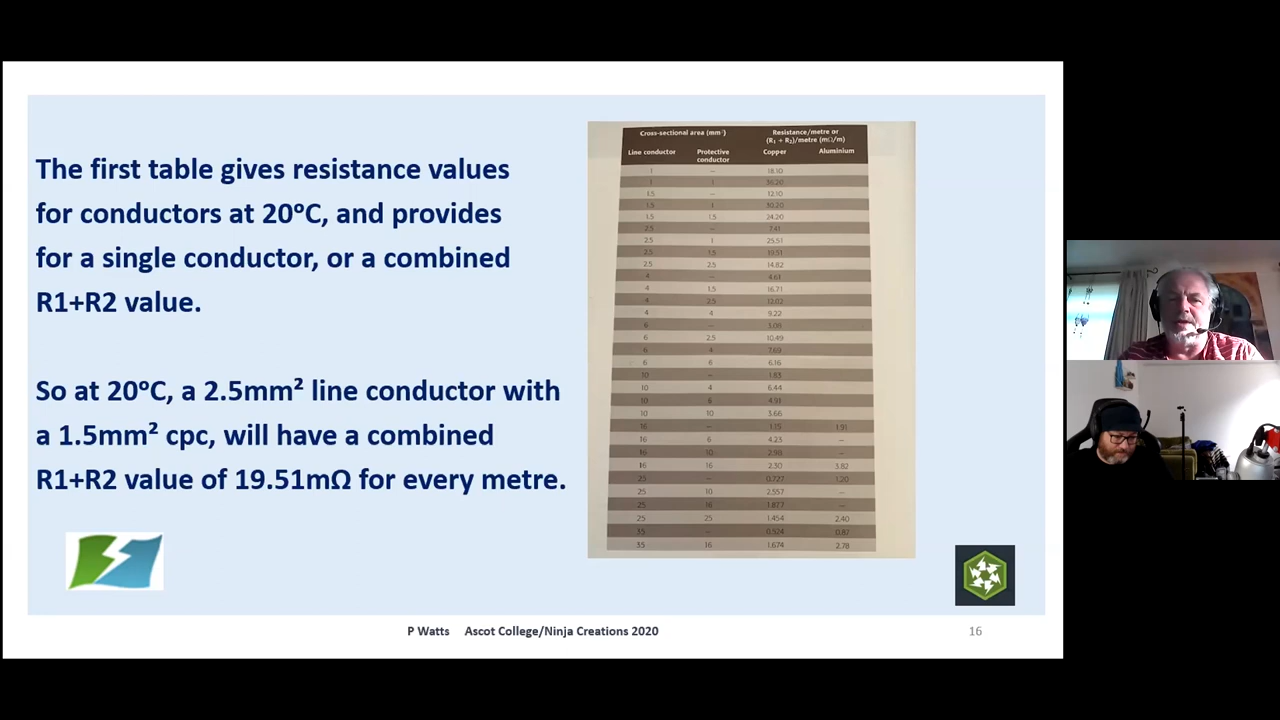 The first table gives resistance values
for conductors at 20°C, and provides
for a single conductor, or a combined
R1+R2 value.
So at 20°C, a 2.5mm² line conductor with
a 1.5mm² cpc, will have a combined
R1+R2 value of 19.51mΩ for every metre.
Cross-sectional area (mm²) Resistance/metre or
(R₁ + R₂)/metre (mΩ/m)
Line conductor Protective conductor Copper Aluminium
1 — 18.10
1 1 36.20
1.5 — 12.10
1.5 1 30.20
1.5 1.5 24.20
2.5 — 7.41
2.5 1 25.51
2.5 1.5 19.51
2.5 2.5 14.82
4 — 4.61
4 1.5 16.71
4 2.5 12.02
4 4 9.22
6 — 3.08
6 2.5 10.49
6 4 7.69
6 6 6.16
10 — 1.83
10 4 6.44
10 6 4.91
10 10 3.66
16 — 1.15 1.91
16 6 4.23 —
16 10 2.98 —
16 16 2.30 3.82
25 — 0.727 1.20
25 10 2.557 —
25 16 1.877 —
25 25 1.454 2.40
35 — 0.524 0.87
35 16 1.674 2.78
P Watts Ascot College/Ninja Creations 2020
16